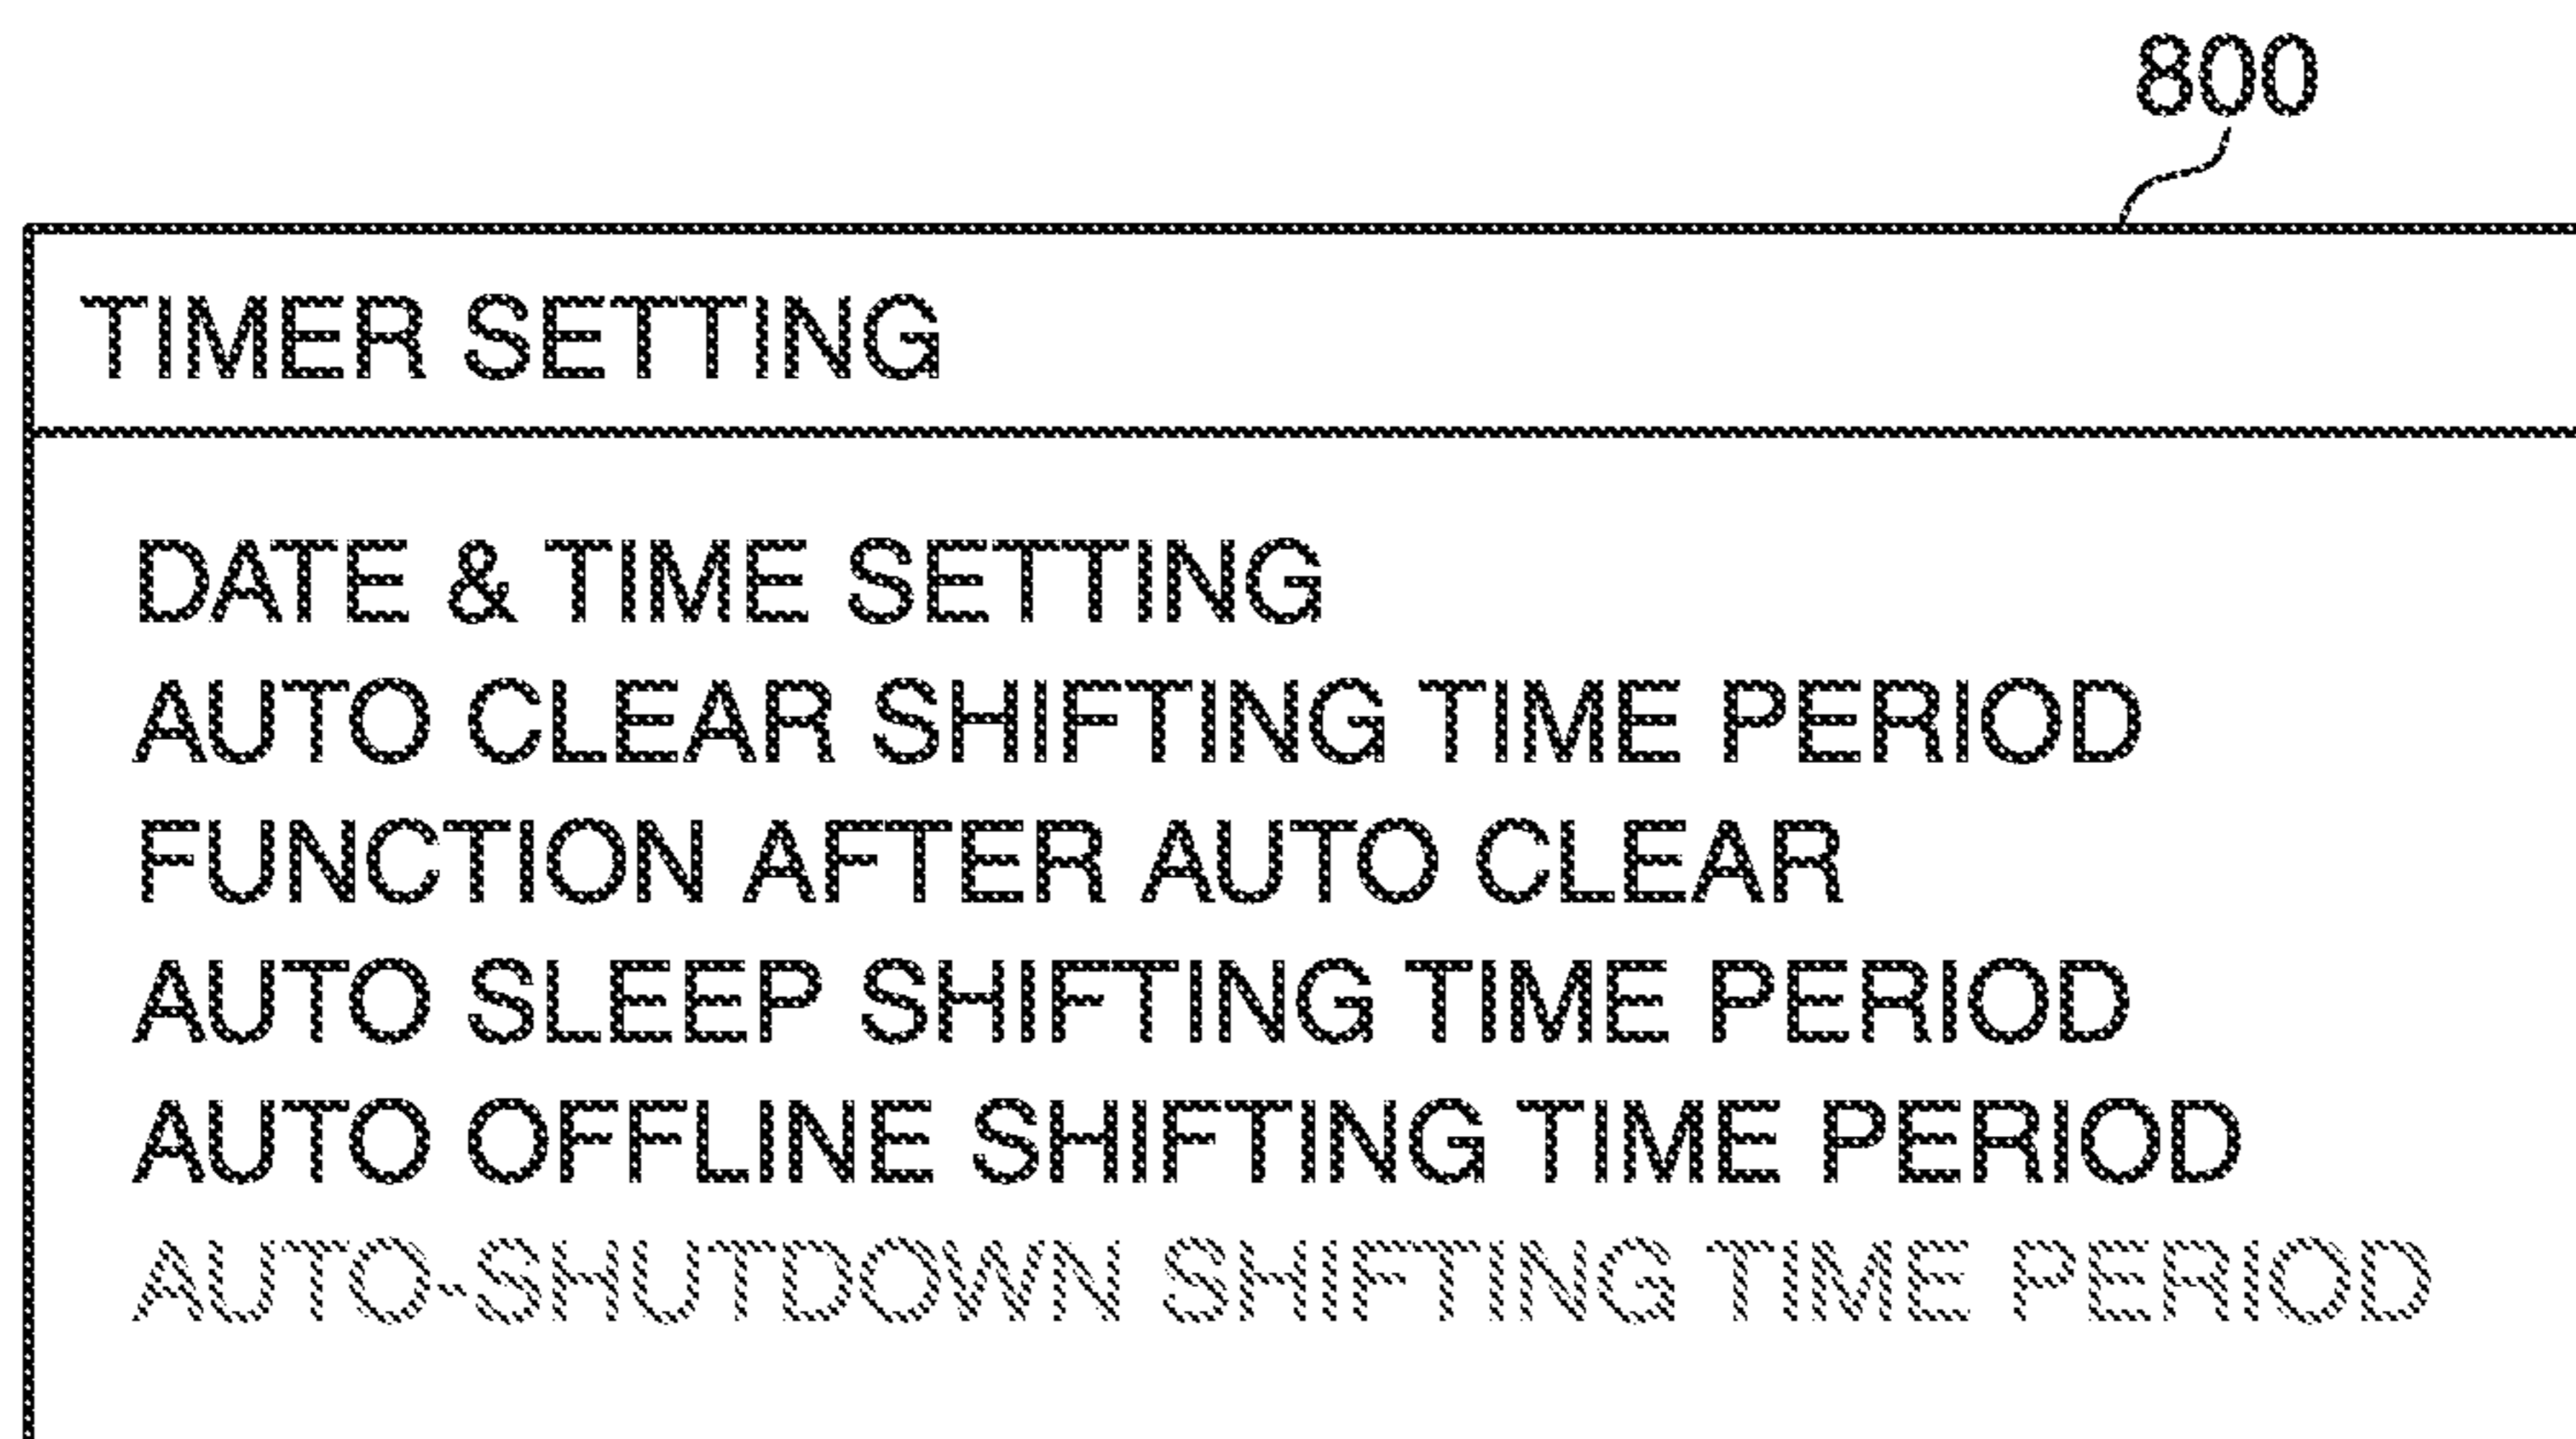 800
TIMER SETTING
DATE & TIME SETTING
AUTO CLEAR SHIFTING TIME PERIOD
FUNCTION AFTER AUTO CLEAR
AUTO SLEEP SHIFTING TIME PERIOD
AUTO OFFLINE SHIFTING TIME PERIOD
AUTO-SHUTDOWN SHIFTING TIME PERIOD